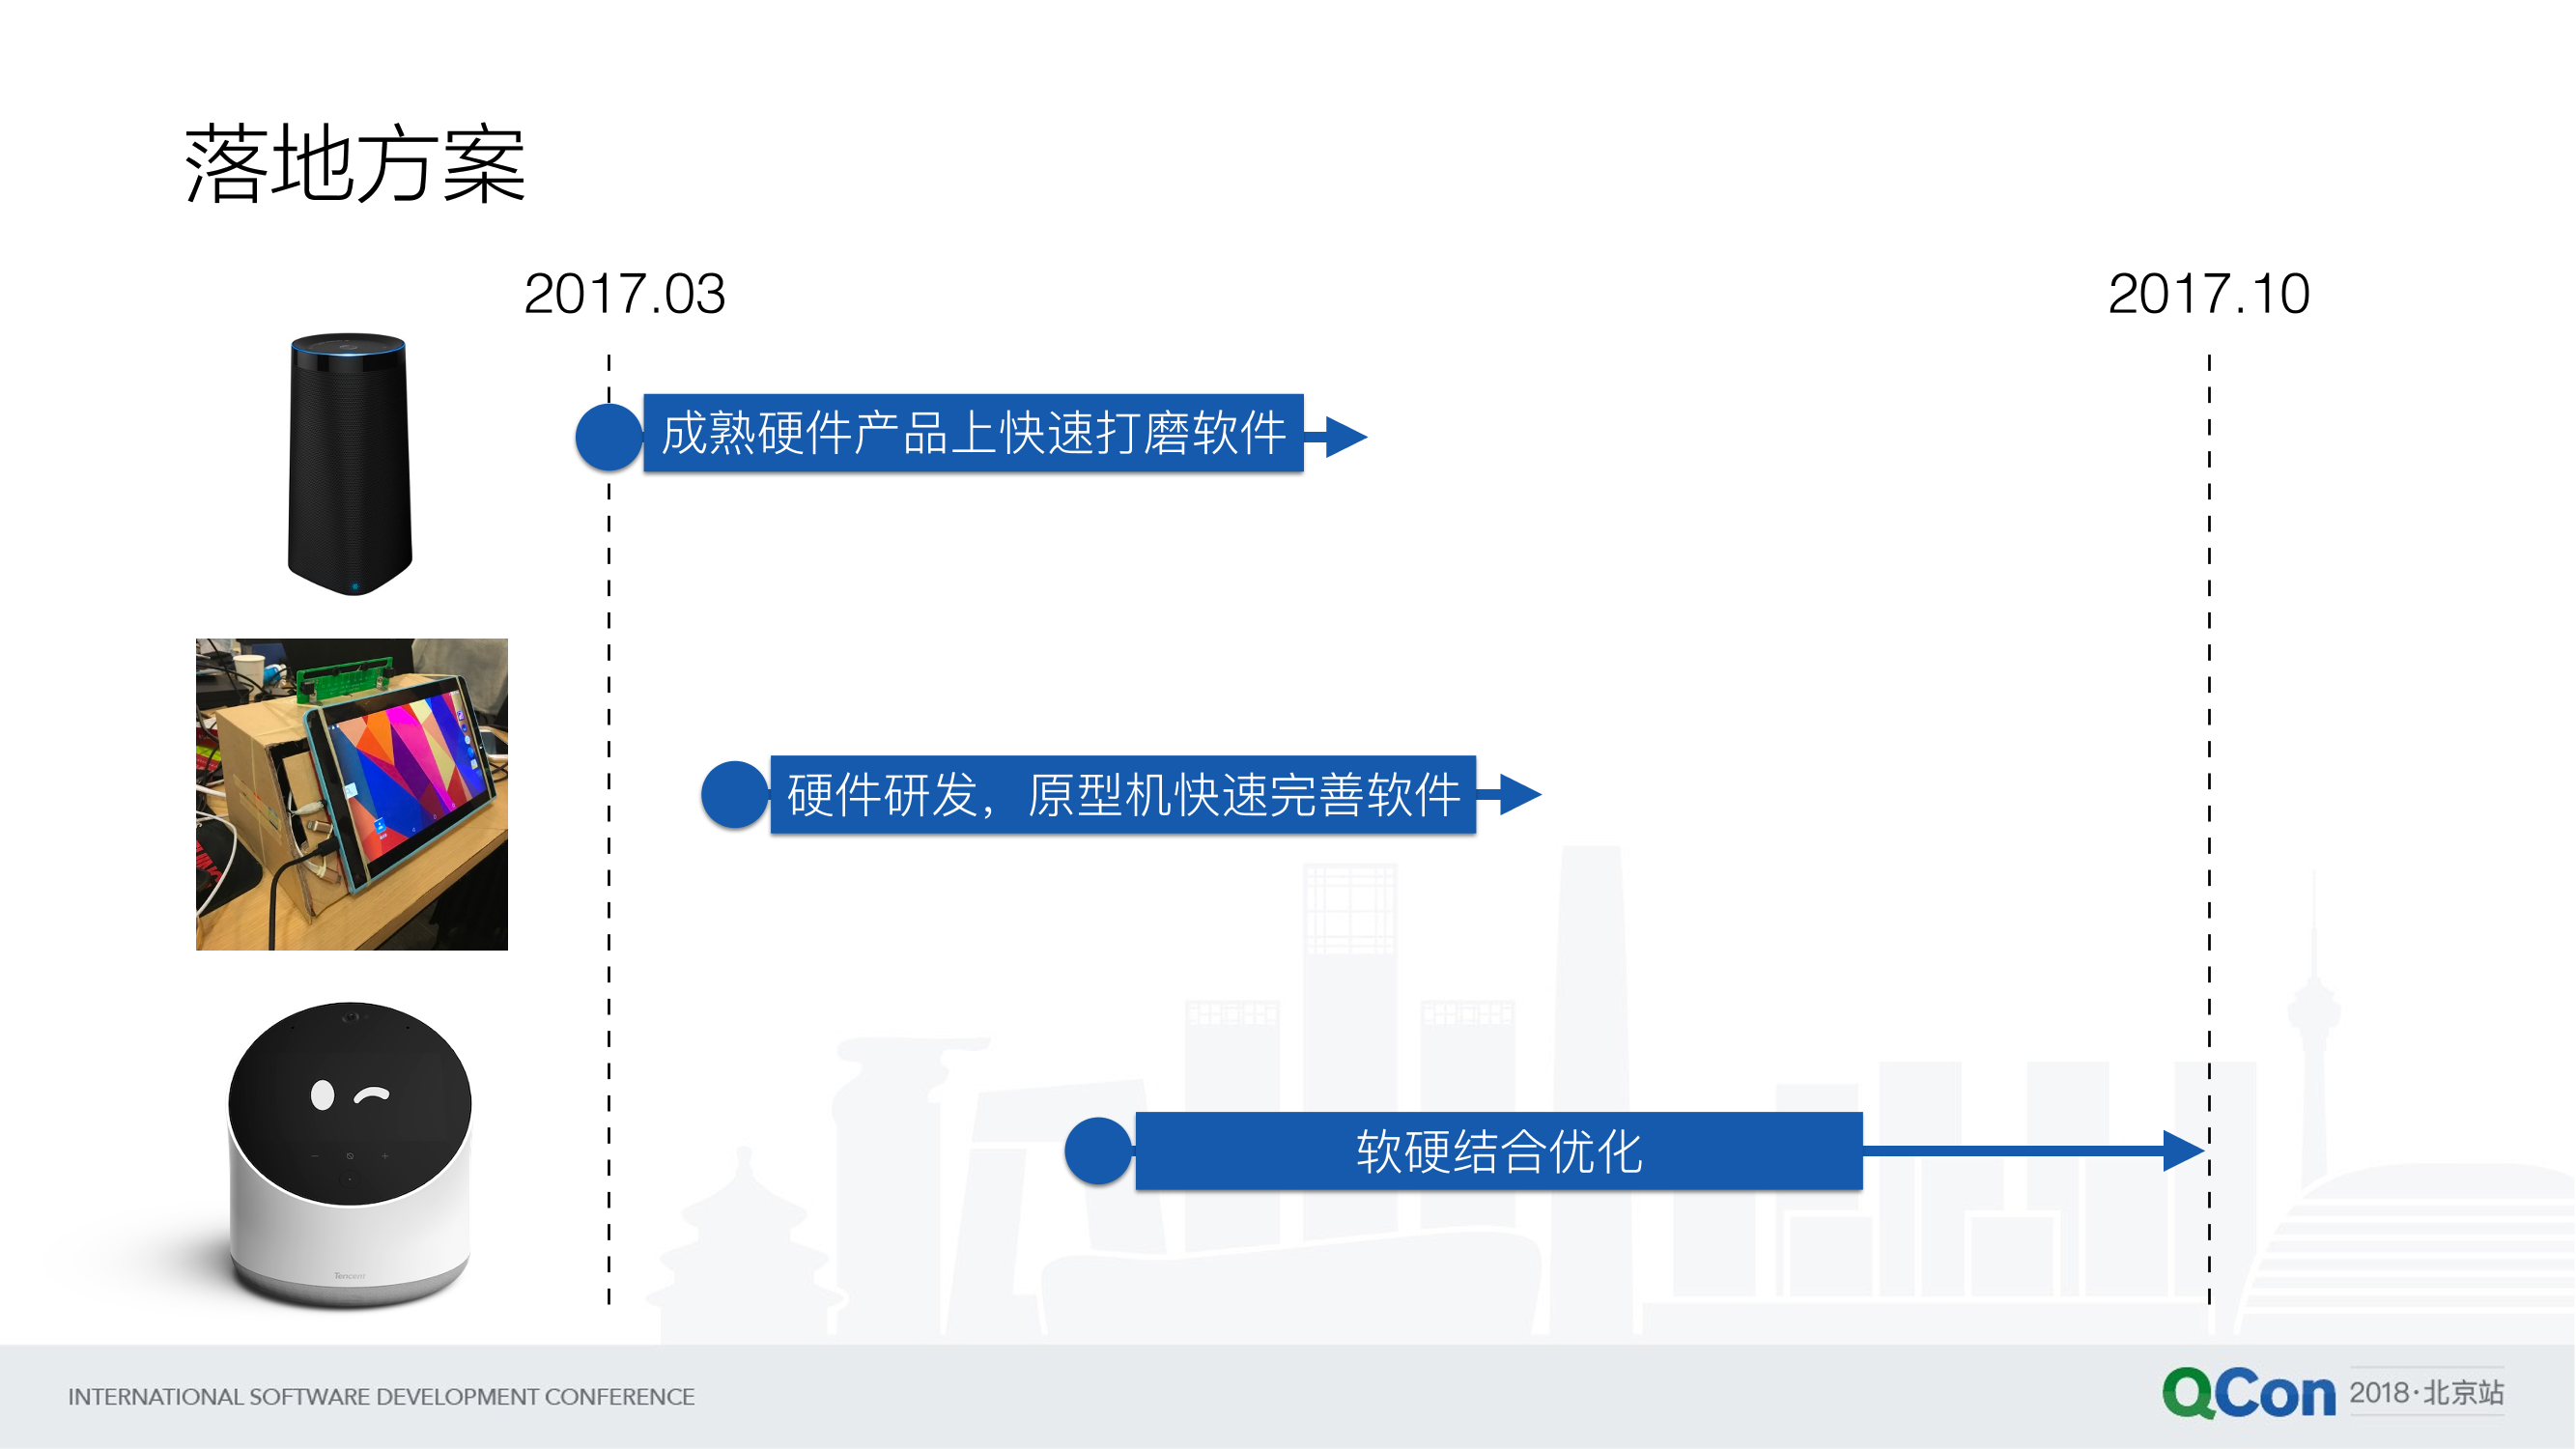 落地方案
2017.03
2017.10
成熟硬件产品上快速打磨软件
硬件研发，原型机快速完善软件
软硬结合优化
Tencent
INTERNATIONAL SOFTWARE DEVELOPMENT CONFERENCE
QCon 2018·北京站